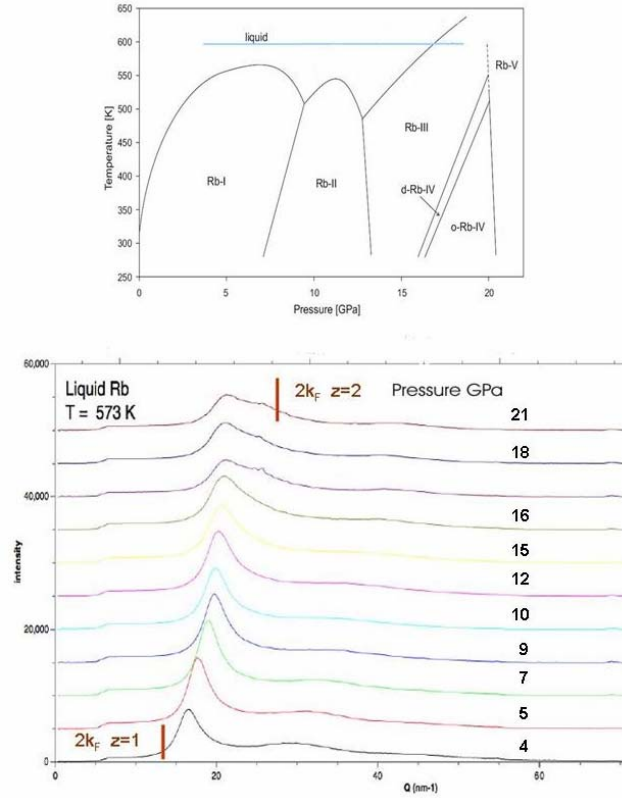 650
600
550
500
450
400
350
300
250
Temperature [K]
liquid
Rb-I
Rb-II
Rb-III
d-Rb-IV
o-Rb-IV
Rb-V
0
5
10
15
20
Pressure [GPa]
60,000
40,000
20,000
0
intensity
Liquid Rb
T = 573 K
2kF z=2
Pressure GPa
21
18
16
15
12
10
9
7
5
4
2kF z=1
0
20
40
60
Q (nm-1)